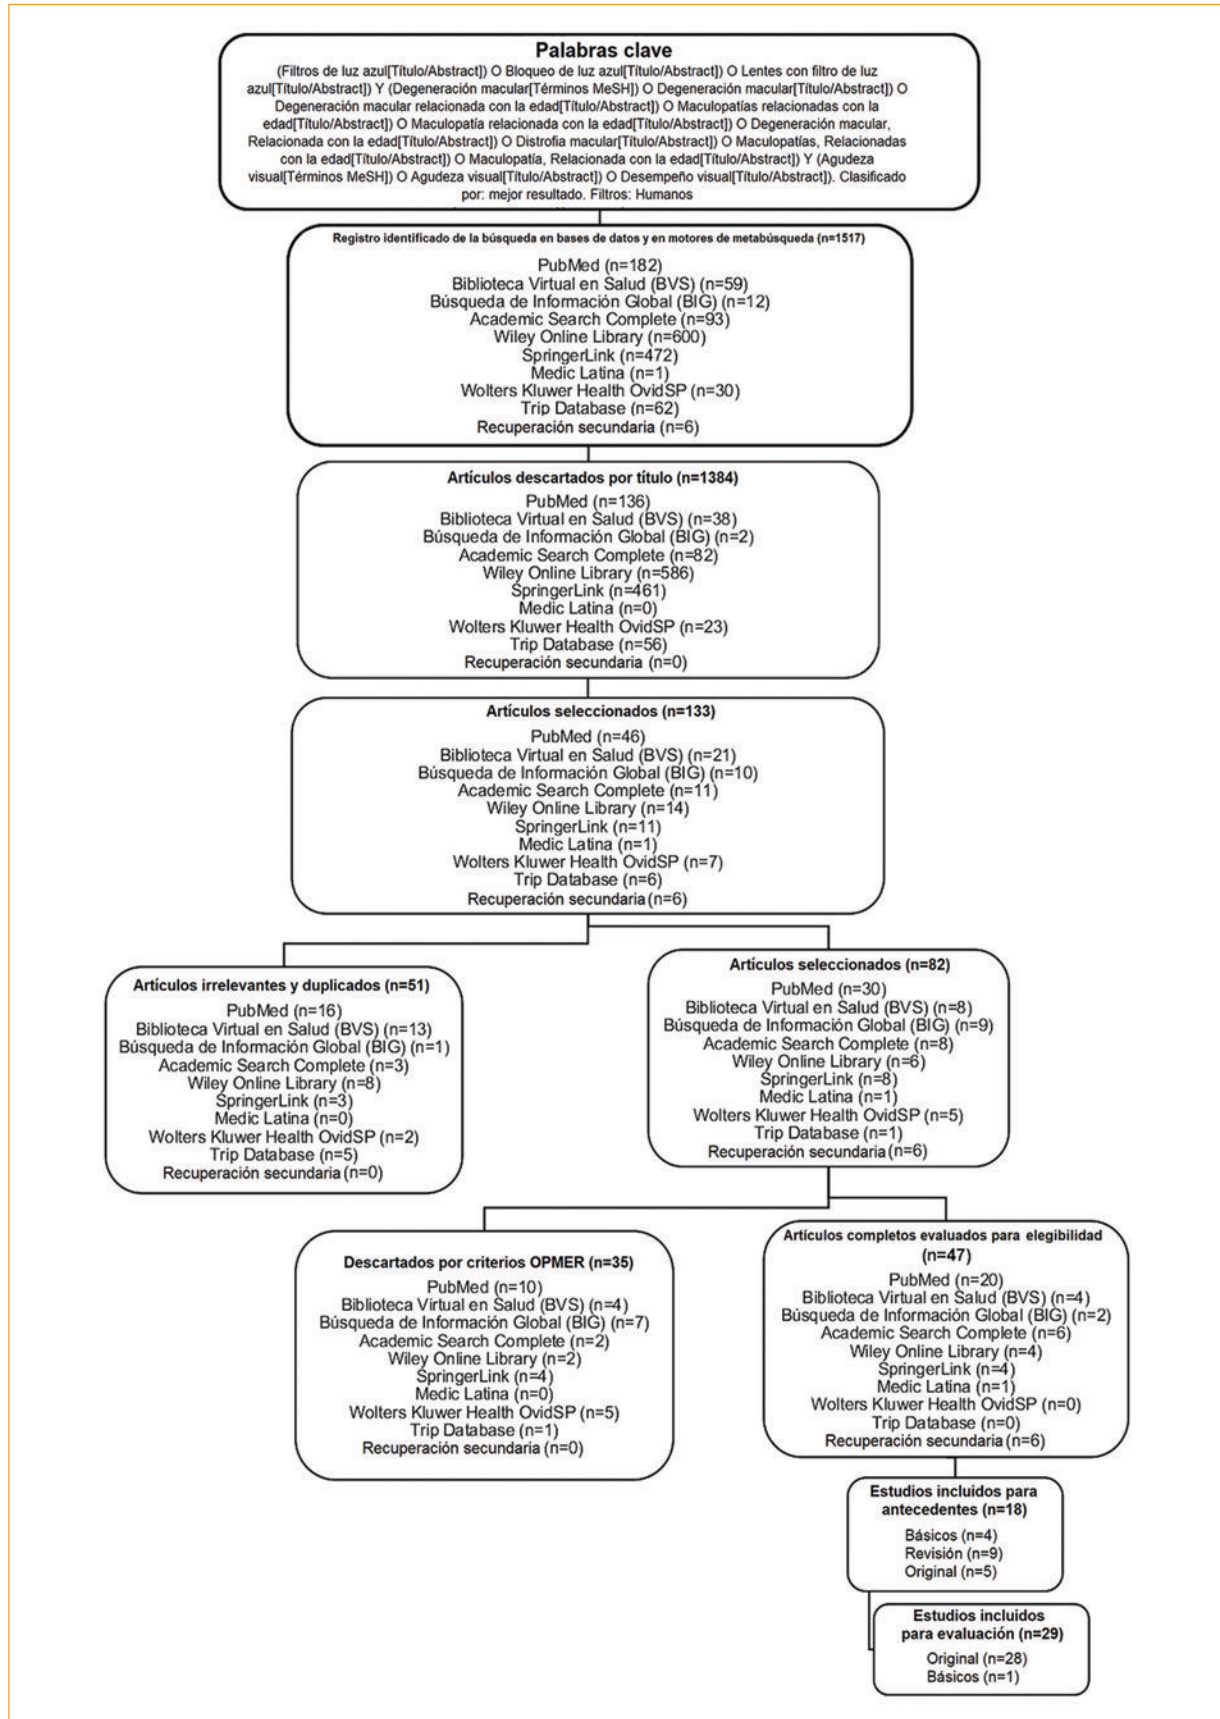 Palabras clave
(Filtros de luz azul[Título/Abstract]) O Bloqueo de luz azul[Título/Abstract]) O Lentes con filtro de luz
azul[Título/Abstract]) Y (Degeneración macular[Términos MeSH]) O Degeneración macular[Título/Abstract]) O
Degeneración macular relacionada con la edad[Título/Abstract]) O Maculopatías relacionadas con la
edad[Título/Abstract]) O Maculopatía relacionada con la edad[Título/Abstract]) O Degeneración macular,
Relacionada con la edad[Título/Abstract]) O Distrofia macular[Título/Abstract]) O Maculopatías, Relacionadas
con la edad[Título/Abstract]) O Maculopatía, Relacionada con la edad[Título/Abstract]) Y (Agudeza
visual[Términos MeSH]) O Agudeza visual[Título/Abstract]) O Desempeño visual[Título/Abstract]). Clasificado
por: mejor resultado. Filtros: Humanos
Registro identificado de la búsqueda en bases de datos y en motores de metabúsqueda (n=1517)
PubMed (n=182)
Biblioteca Virtual en Salud (BVS) (n=59)
Búsqueda de Información Global (BIG) (n=12)
Academic Search Complete (n=93)
Wiley Online Library (n=600)
SpringerLink (n=472)
Medic Latina (n=1)
Wolters Kluwer Health OvidSP (n=30)
Trip Database (n=62)
Recuperación secundaria (n=6)
Artículos descartados por título (n=1384)
PubMed (n=136)
Biblioteca Virtual en Salud (BVS) (n=38)
Búsqueda de Información Global (BIG) (n=2)
Academic Search Complete (n=82)
Wiley Online Library (n=586)
SpringerLink (n=461)
Medic Latina (n=0)
Wolters Kluwer Health OvidSP (n=23)
Trip Database (n=56)
Recuperación secundaria (n=0)
Artículos seleccionados (n=133)
PubMed (n=46)
Biblioteca Virtual en Salud (BVS) (n=21)
Búsqueda de Información Global (BIG) (n=10)
Academic Search Complete (n=11)
Wiley Online Library (n=14)
SpringerLink (n=11)
Medic Latina (n=1)
Wolters Kluwer Health OvidSP (n=7)
Trip Database (n=6)
Recuperación secundaria (n=6)
Artículos irrelevantes y duplicados (n=51)
PubMed (n=16)
Biblioteca Virtual en Salud (BVS) (n=13)
Búsqueda de Información Global (BIG) (n=1)
Academic Search Complete (n=3)
Wiley Online Library (n=8)
SpringerLink (n=3)
Medic Latina (n=0)
Wolters Kluwer Health OvidSP (n=2)
Trip Database (n=5)
Recuperación secundaria (n=0)
Artículos seleccionados (n=82)
PubMed (n=30)
Biblioteca Virtual en Salud (BVS) (n=8)
Búsqueda de Información Global (BIG) (n=9)
Academic Search Complete (n=8)
Wiley Online Library (n=6)
SpringerLink (n=8)
Medic Latina (n=1)
Wolters Kluwer Health OvidSP (n=5)
Trip Database (n=1)
Recuperación secundaria (n=6)
Descartados por criterios OPMER (n=35)
PubMed (n=10)
Biblioteca Virtual en Salud (BVS) (n=4)
Búsqueda de Información Global (BIG) (n=7)
Academic Search Complete (n=2)
Wiley Online Library (n=2)
SpringerLink (n=4)
Medic Latina (n=0)
Wolters Kluwer Health OvidSP (n=5)
Trip Database (n=1)
Recuperación secundaria (n=0)
Artículos completos evaluados para elegibilidad
(n=47)
PubMed (n=20)
Biblioteca Virtual en Salud (BVS) (n=4)
Búsqueda de Información Global (BIG) (n=2)
Academic Search Complete (n=6)
Wiley Online Library (n=4)
SpringerLink (n=4)
Medic Latina (n=1)
Wolters Kluwer Health OvidSP (n=0)
Trip Database (n=0)
Recuperación secundaria (n=6)
Estudios incluidos para
antecedentes (n=18)
Básicos (n=4)
Revisión (n=9)
Original (n=5)
Estudios incluidos
para evaluación (n=29)
Original (n=28)
Básicos (n=1)